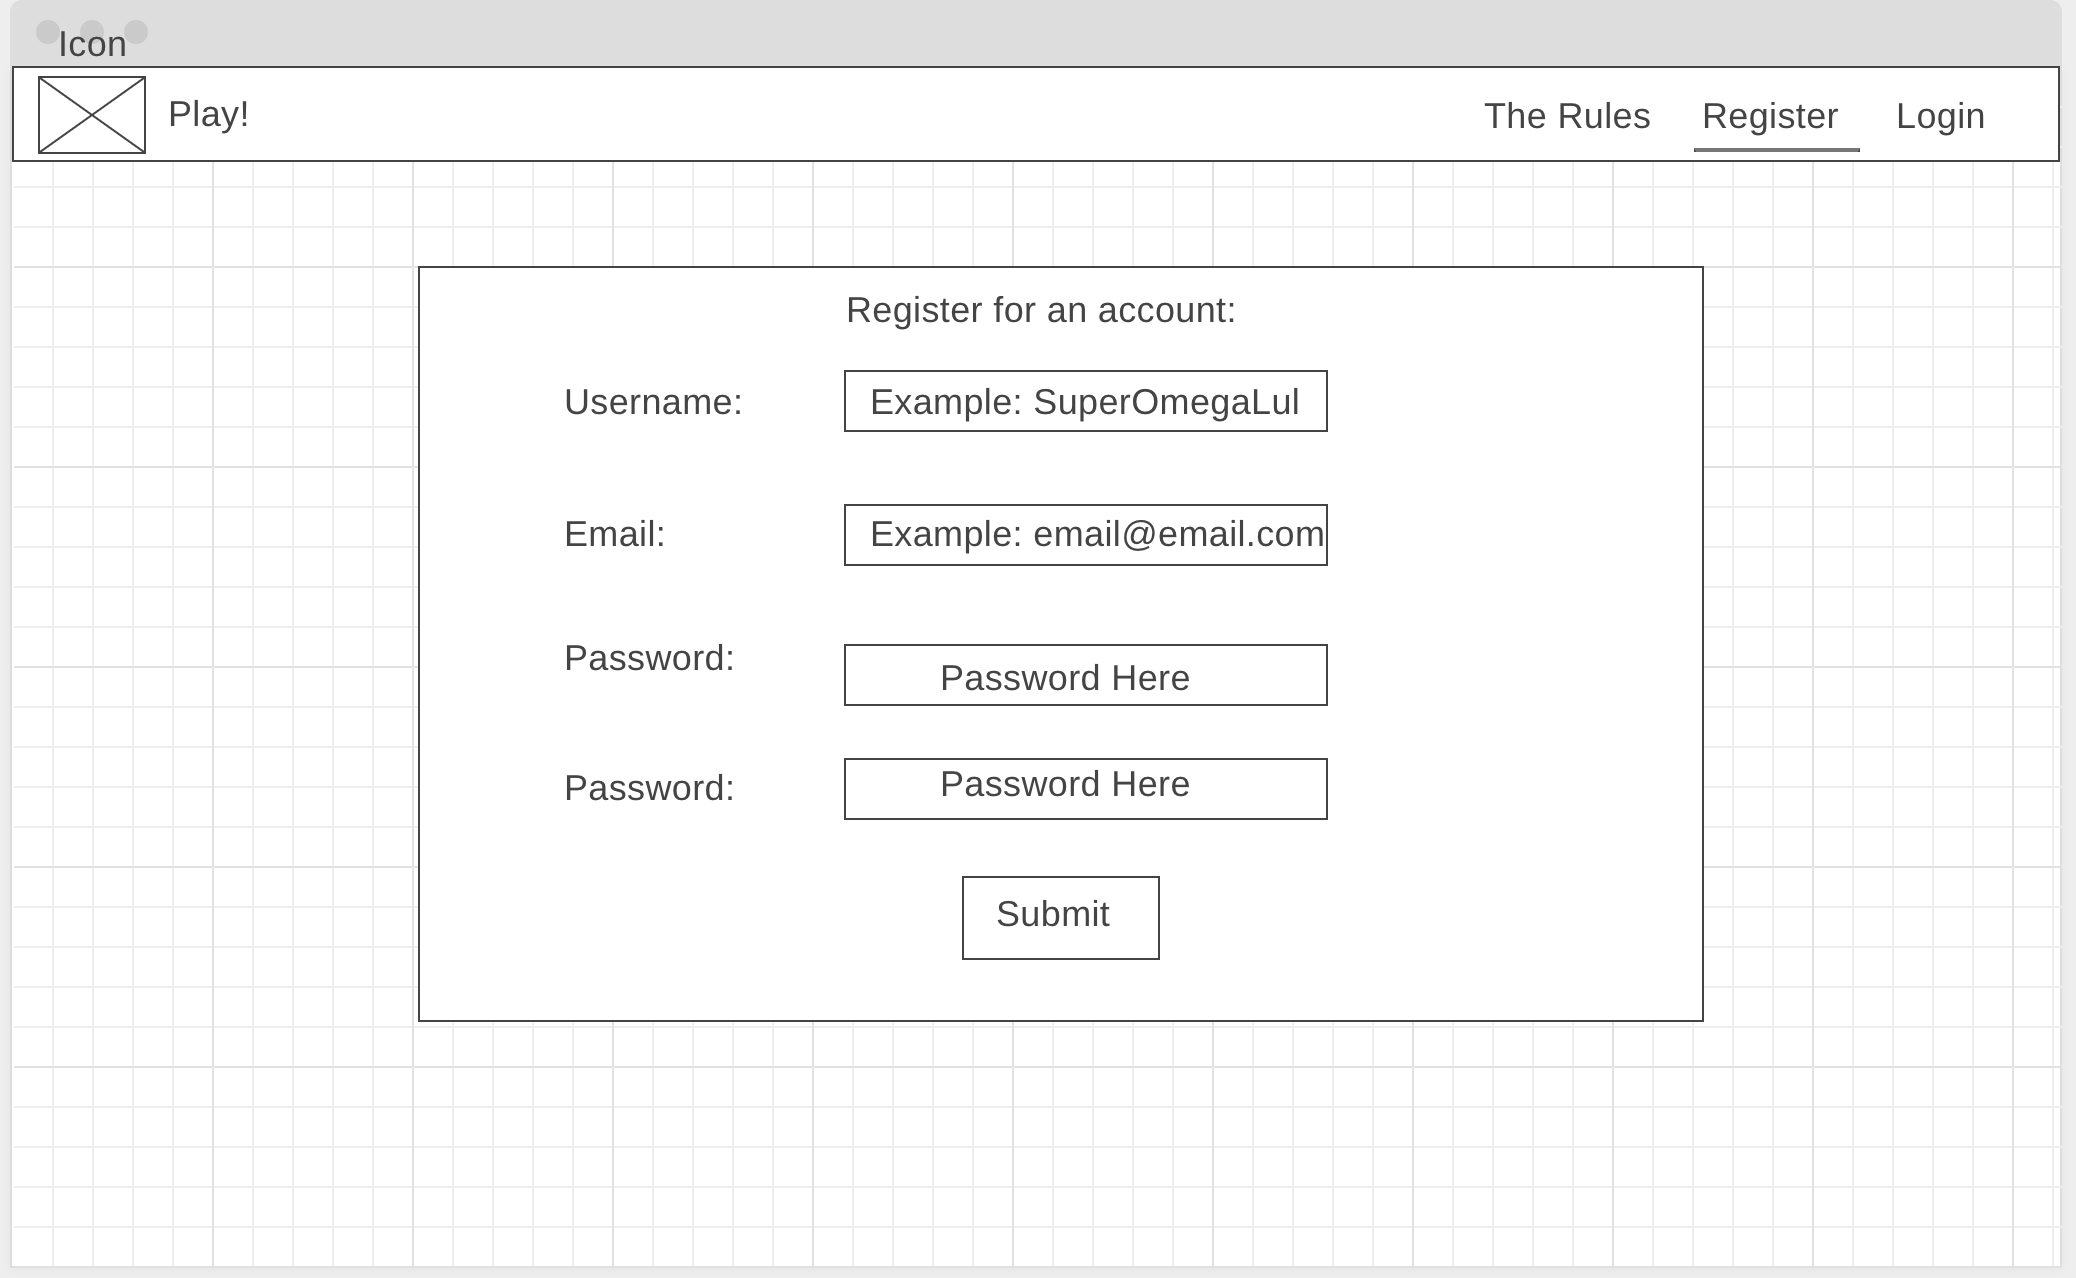 Icon
Play!
The Rules
Register
Login
Register for an account:
Username:
Example: SuperOmegaLul
Email:
Example: email@email.com
Password:
Password Here
Password:
Password Here
Submit